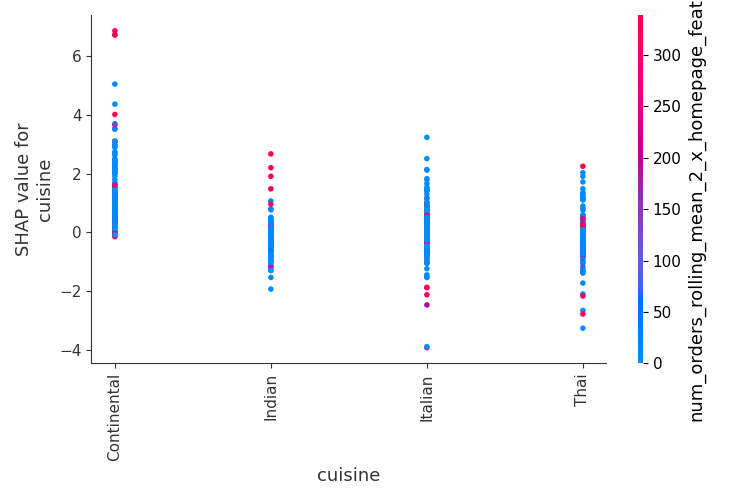 6
4
2
0
−2
−4
SHAP value for
cuisine
Continental
Indian
Italian
Thai
cuisine
300
250
200
150
100
50
0
num_orders_rolling_mean_2_x_homepage_feat